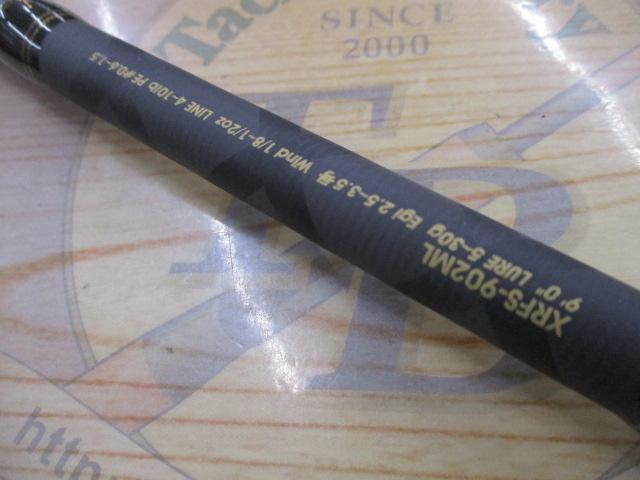 XRFS-902ML
9'0" LURE 5-30g Egi 2.5-3.5号 Wind 1/8-1/2oz LINE 4-10lb PE#0.6-1.5
SINCE
2000
http: